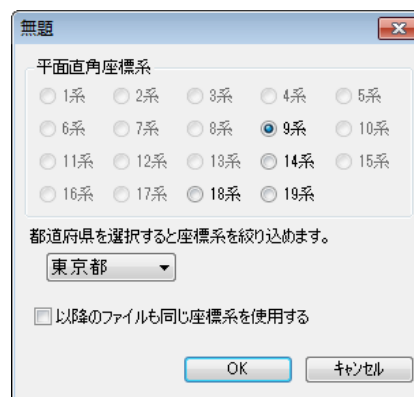 無題
平面直角座標系
1系 2系 3系 4系 5系
6系 7系 8系 9系 10系
11系 12系 13系 14系 15系
16系 17系 18系 19系
都道府県を選択すると座標系を絞り込めます。
東京都
以降のファイルも同じ座標系を使用する
OK キャンセル